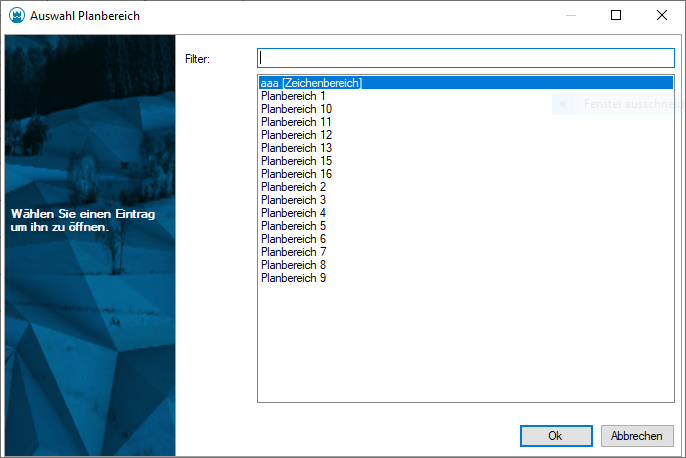 Auswahl Planbereich
Filter:
Wählen Sie einen Eintrag
um ihn zu öffnen.
aaa [Zeichenbereich]
Planbereich 1
Planbereich 10
Planbereich 11
Planbereich 12
Planbereich 13
Planbereich 15
Planbereich 16
Planbereich 2
Planbereich 3
Planbereich 4
Planbereich 5
Planbereich 6
Planbereich 7
Planbereich 8
Planbereich 9
Fenster ausschneide
Ok
Abbrechen